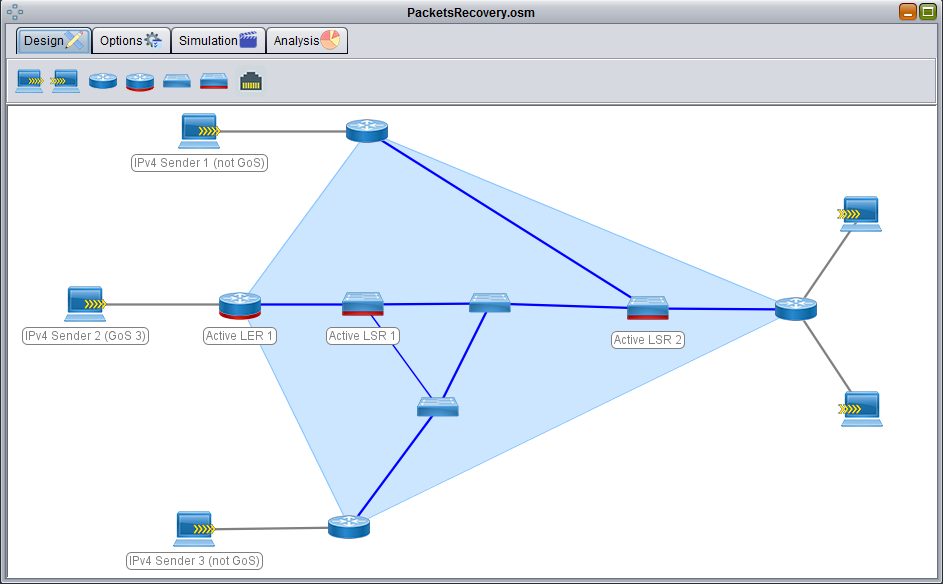 PacketsRecovery.osm
Design Options Simulation Analysis
IPv4 Sender 1 (not GoS)
IPv4 Sender 2 (GoS 3)
Active LER 1
Active LSR 1
Active LSR 2
IPv4 Sender 3 (not GoS)